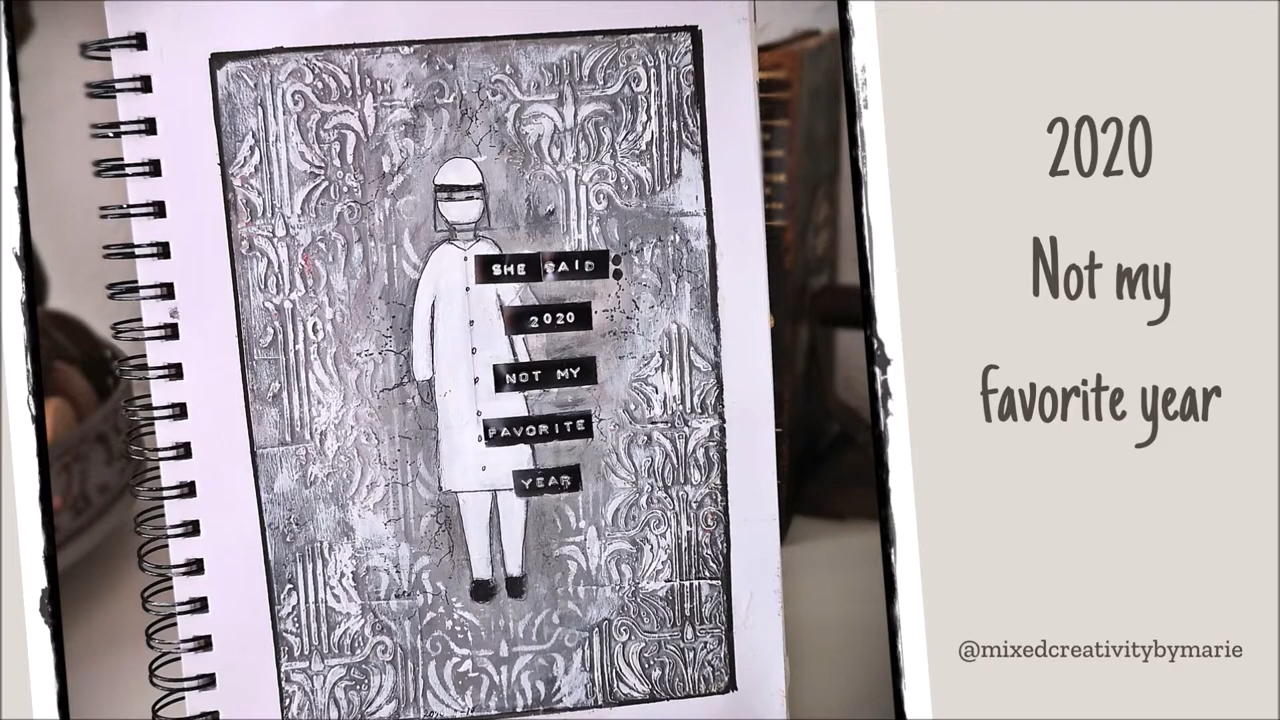 SHE SAID:
2020
NOT MY
FAVORITE
YEAR
2020
Not my
favorite year
@mixedcreativitybymarie